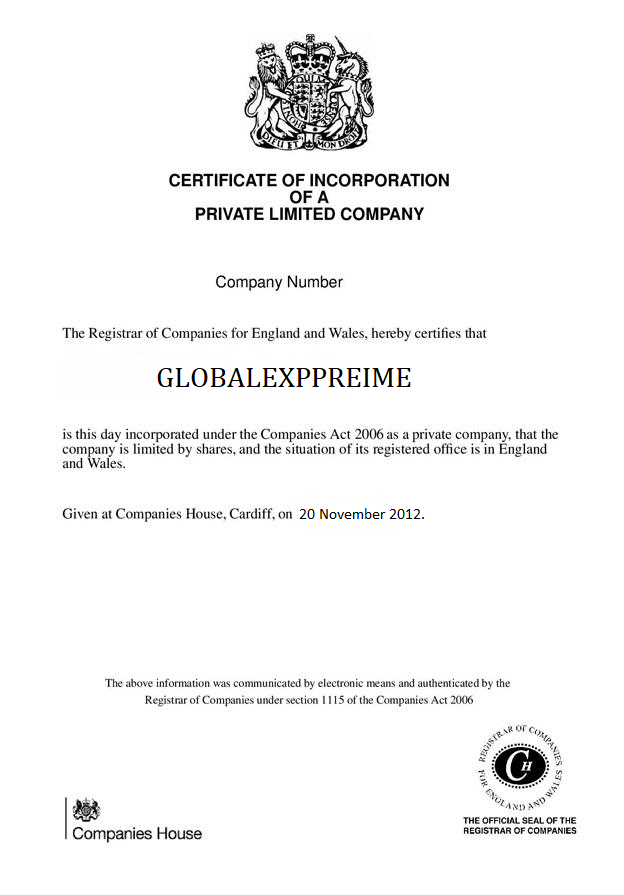 DIEU ET MON DROIT
CERTIFICATE OF INCORPORATION
OF A
PRIVATE LIMITED COMPANY
Company Number
The Registrar of Companies for England and Wales, hereby certifies that
GLOBALEXPPREIME
is this day incorporated under the Companies Act 2006 as a private company, that the
company is limited by shares, and the situation of its registered office is in England
and Wales.
Given at Companies House, Cardiff, on 20 November 2012.
The above information was communicated by electronic means and authenticated by the
Registrar of Companies under section 1115 of the Companies Act 2006
REGISTRAR OF COMPANIES
FOR ENGLAND AND WALES
CH
THE OFFICIAL SEAL OF THE
REGISTRAR OF COMPANIES
Companies House